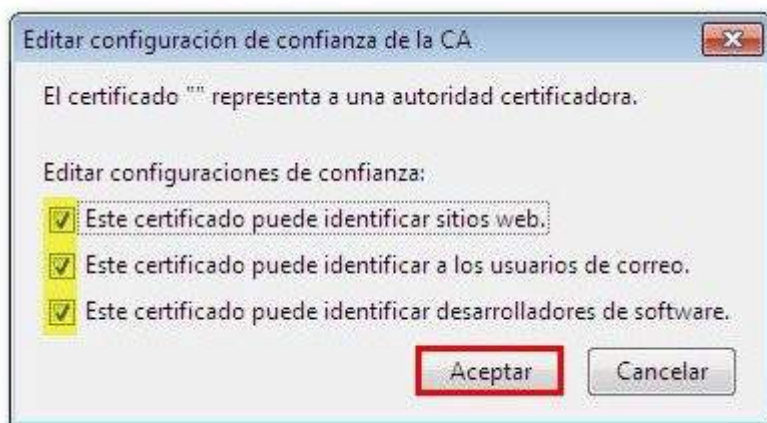 Editar configuración de confianza de la CA
El certificado "" representa a una autoridad certificadora.
Editar configuraciones de confianza:
Este certificado puede identificar sitios web.
Este certificado puede identificar a los usuarios de correo.
Este certificado puede identificar desarrolladores de software.
Aceptar Cancelar